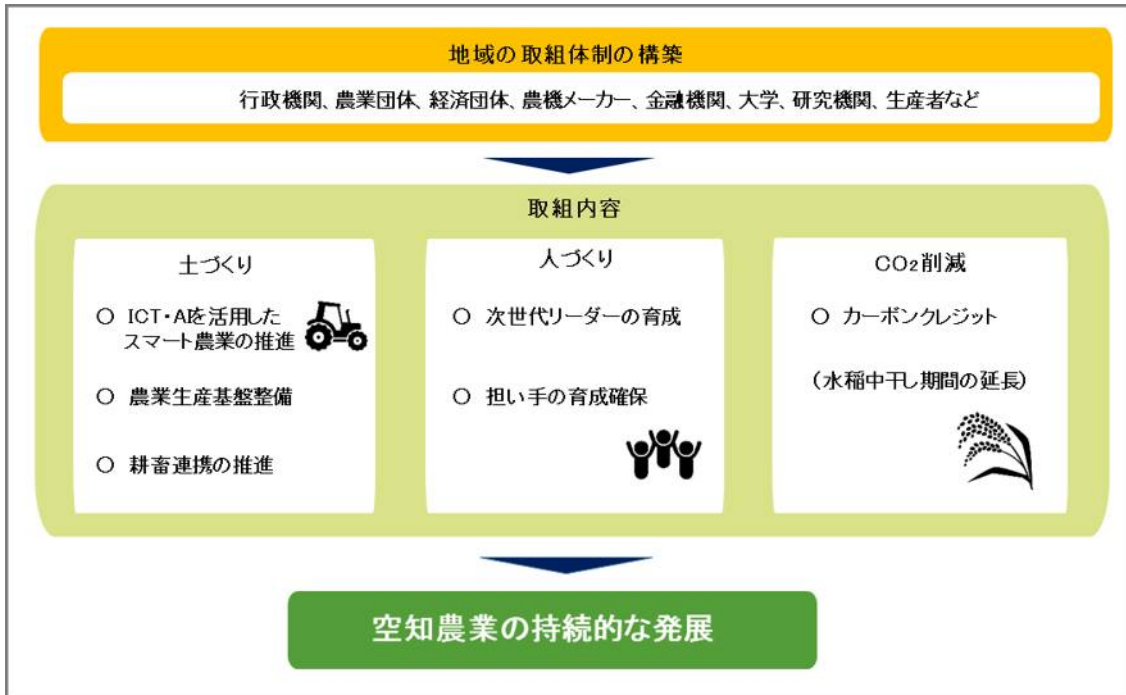 地域の取組体制の構築
行政機関、農業団体、経済団体、農機メーカー、金融機関、大学、研究機関、生産者など
取組内容
土づくり
○ ICT・AIを活用した
スマート農業の推進
○ 農業生産基盤整備
○ 耕畜連携の推進
人づくり
○ 次世代リーダーの育成
○ 担い手の育成確保
CO₂削減
○ カーボンクレジット
（水稲中干し期間の延長）
空知農業の持続的な発展